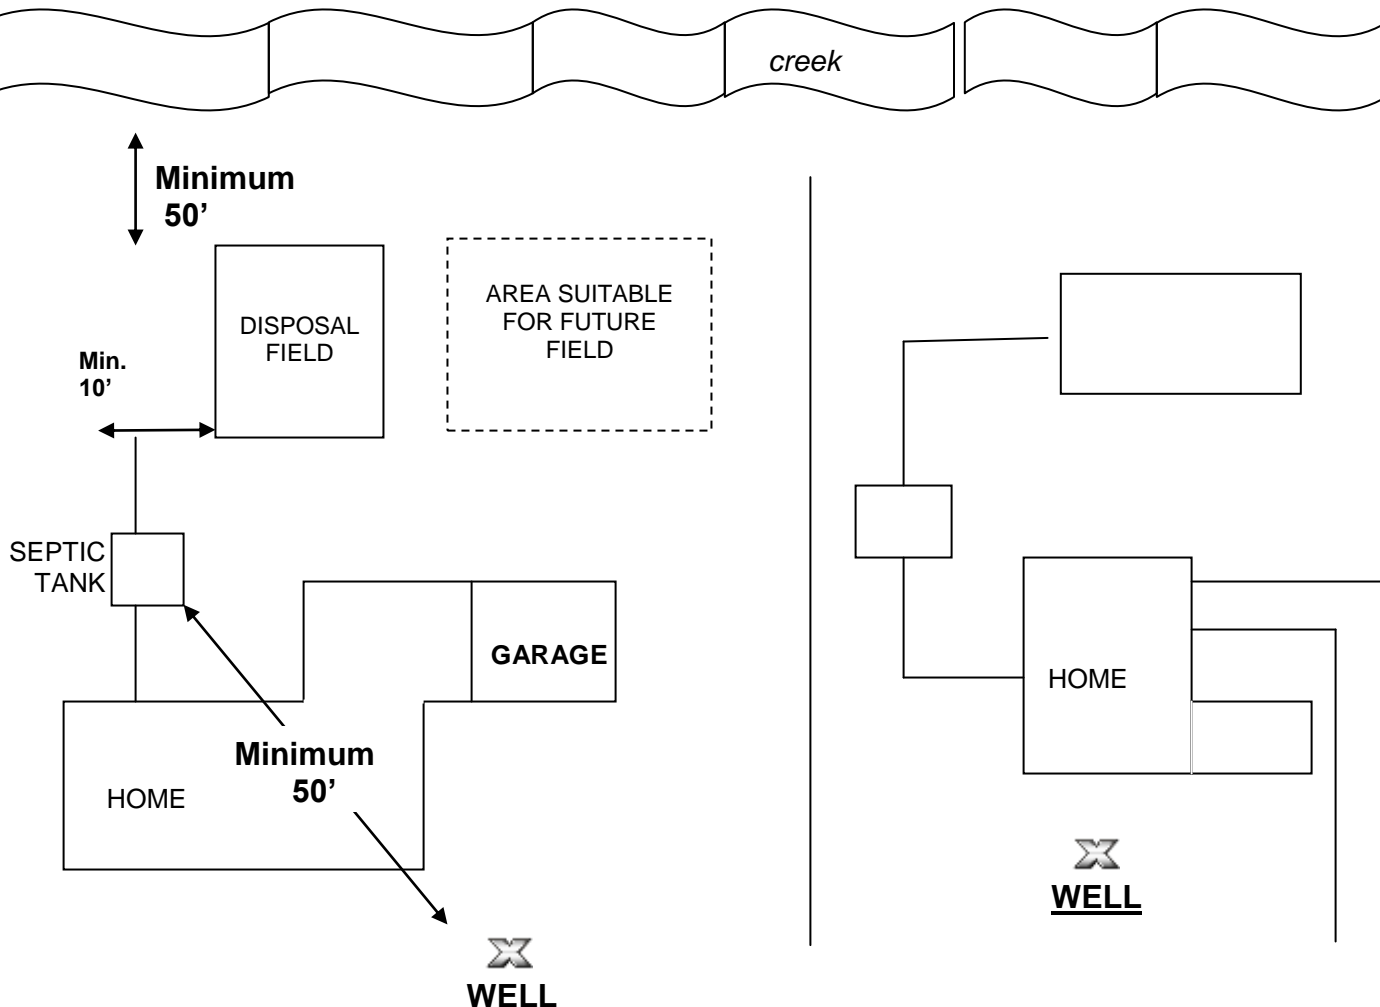 creek
Minimum
50’
DISPOSAL
FIELD
AREA SUITABLE
FOR FUTURE
FIELD
Min.
10’
SEPTIC
TANK
GARAGE
HOME
Minimum
50’
HOME
WELL
WELL